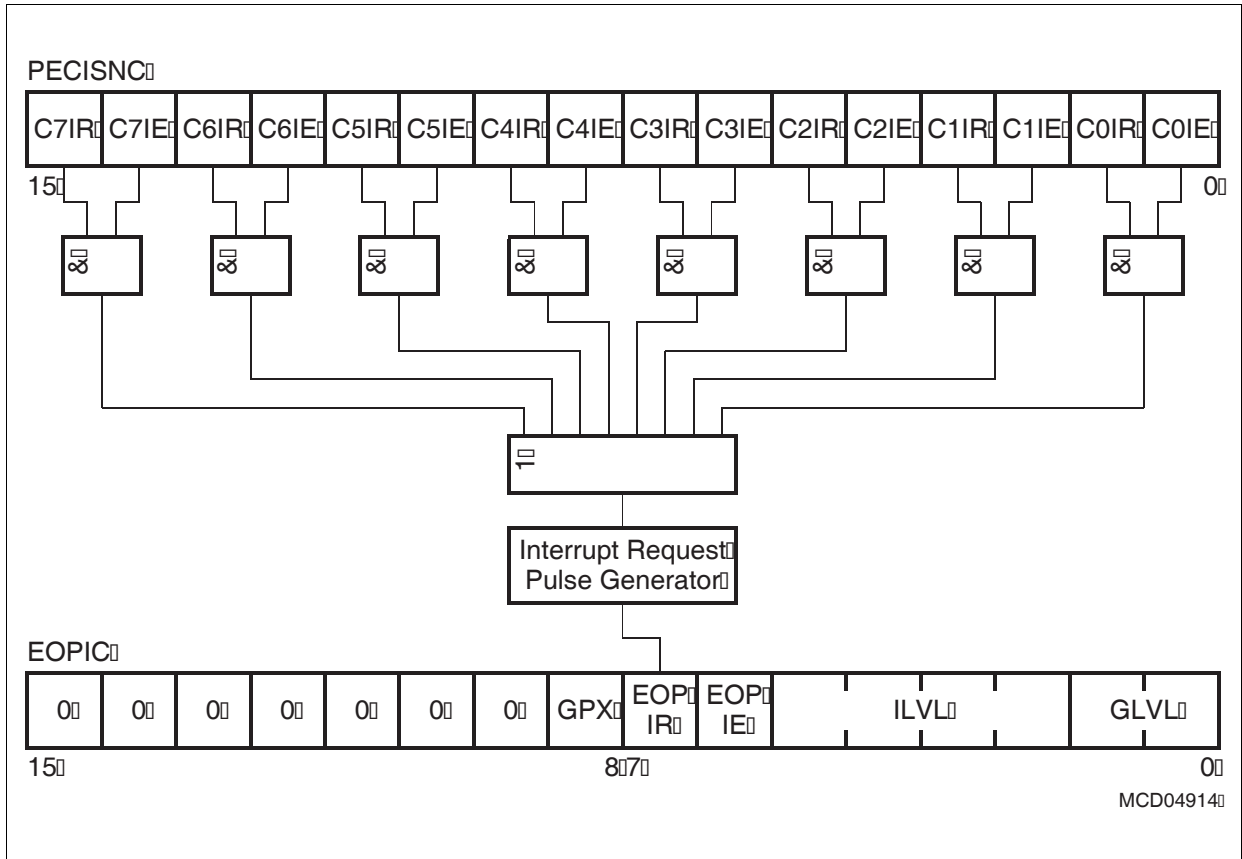 PECISNC
C7IR C7IE C6IR C6IE C5IR C5IE C4IR C4IE C3IR C3IE C2IR C2IE C1IR C1IE C0IR C0IE
15 0
& & & & & & & &
1
Interrupt Request
Pulse Generator
EOPIC
0 0 0 0 0 0 0 GPX EOP IR EOP IE ILVL GLVL
15 8 7 0
MCD04914